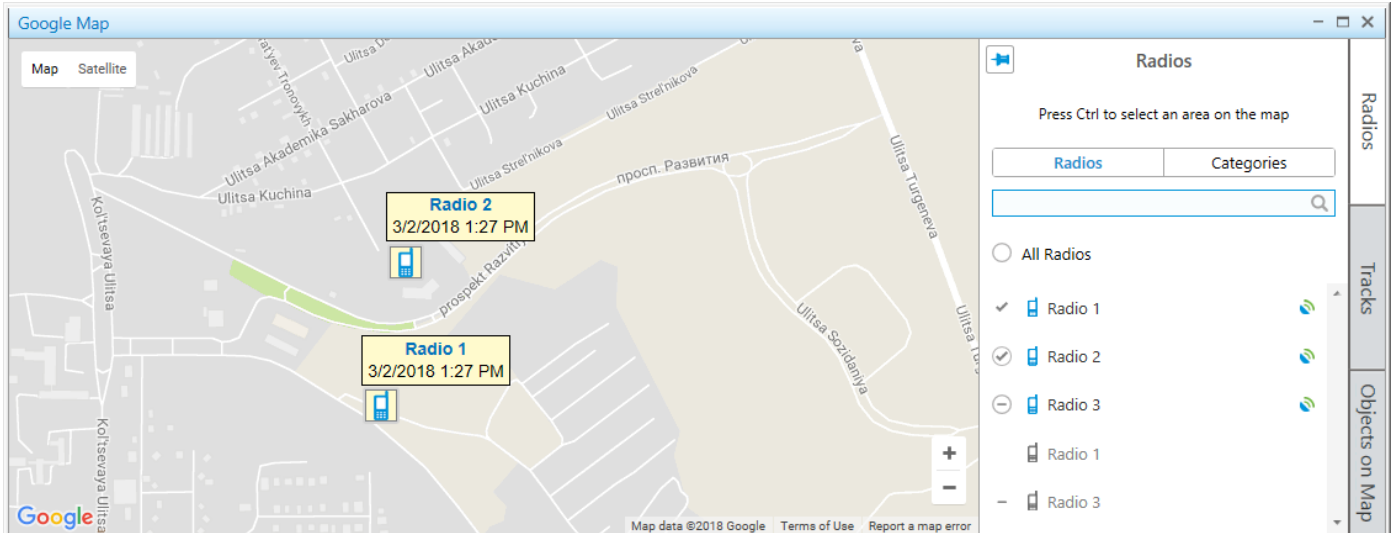 Google Map
Map Satellite
Ulitsa Akademika Sakharova
Ulitsa Kuchina
Ulitsa Strel'nikova
Ulitsa Strel'nikova
Ulitsa Kuchina
просп. Развития
Ulitsa Turgeneva
Kol'tsevaya Ulitsa
Radio 2
3/2/2018 1:27 PM
prospekt Razvitiy
Ulitsa Sozidaniya
Radio 1
3/2/2018 1:27 PM
Kol'tsevaya Ulitsa
Google
Map data ©2018 Google Terms of Use Report a map error
Radios
Press Ctrl to select an area on the map
Radios Categories
All Radios
Radio 1
Radio 2
Radio 3
Radio 1
Radio 3
Radios
Tracks
Objects on Map